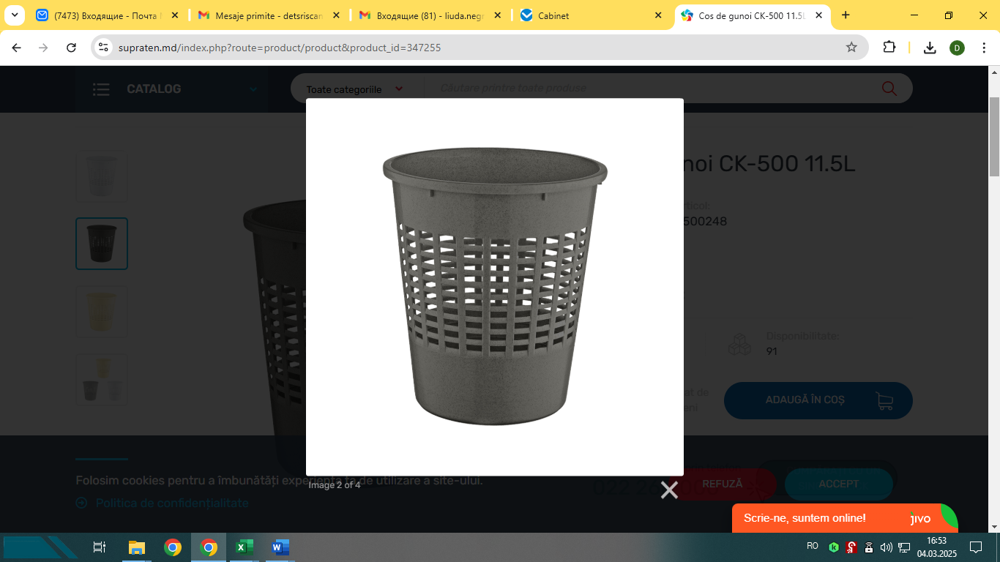 (7473) Входящие - Почта
Mesaje primite - detsriscan
Входящие (81) - liuda.negr
Cabinet
Cos de gunoi CK-500 11.5L
supraten.md/index.php?route=product/product&product_id=347255
D
CATALOG
Toate categoriile
Căutare printre toate produse
noi CK-500 11.5L
rticol:
500248
Disponibilitate:
91
at de
eni
ADAUGĂ ÎN COȘ
Folosim cookies pentru a îmbunătăți experiența ta de utilizare a site-ului.
Image 2 of 4
Politica de confidențialitate
REFUZĂ
ACCEPT
Scrie-ne, suntem online!
jivo
RO
16:53
04.03.2025